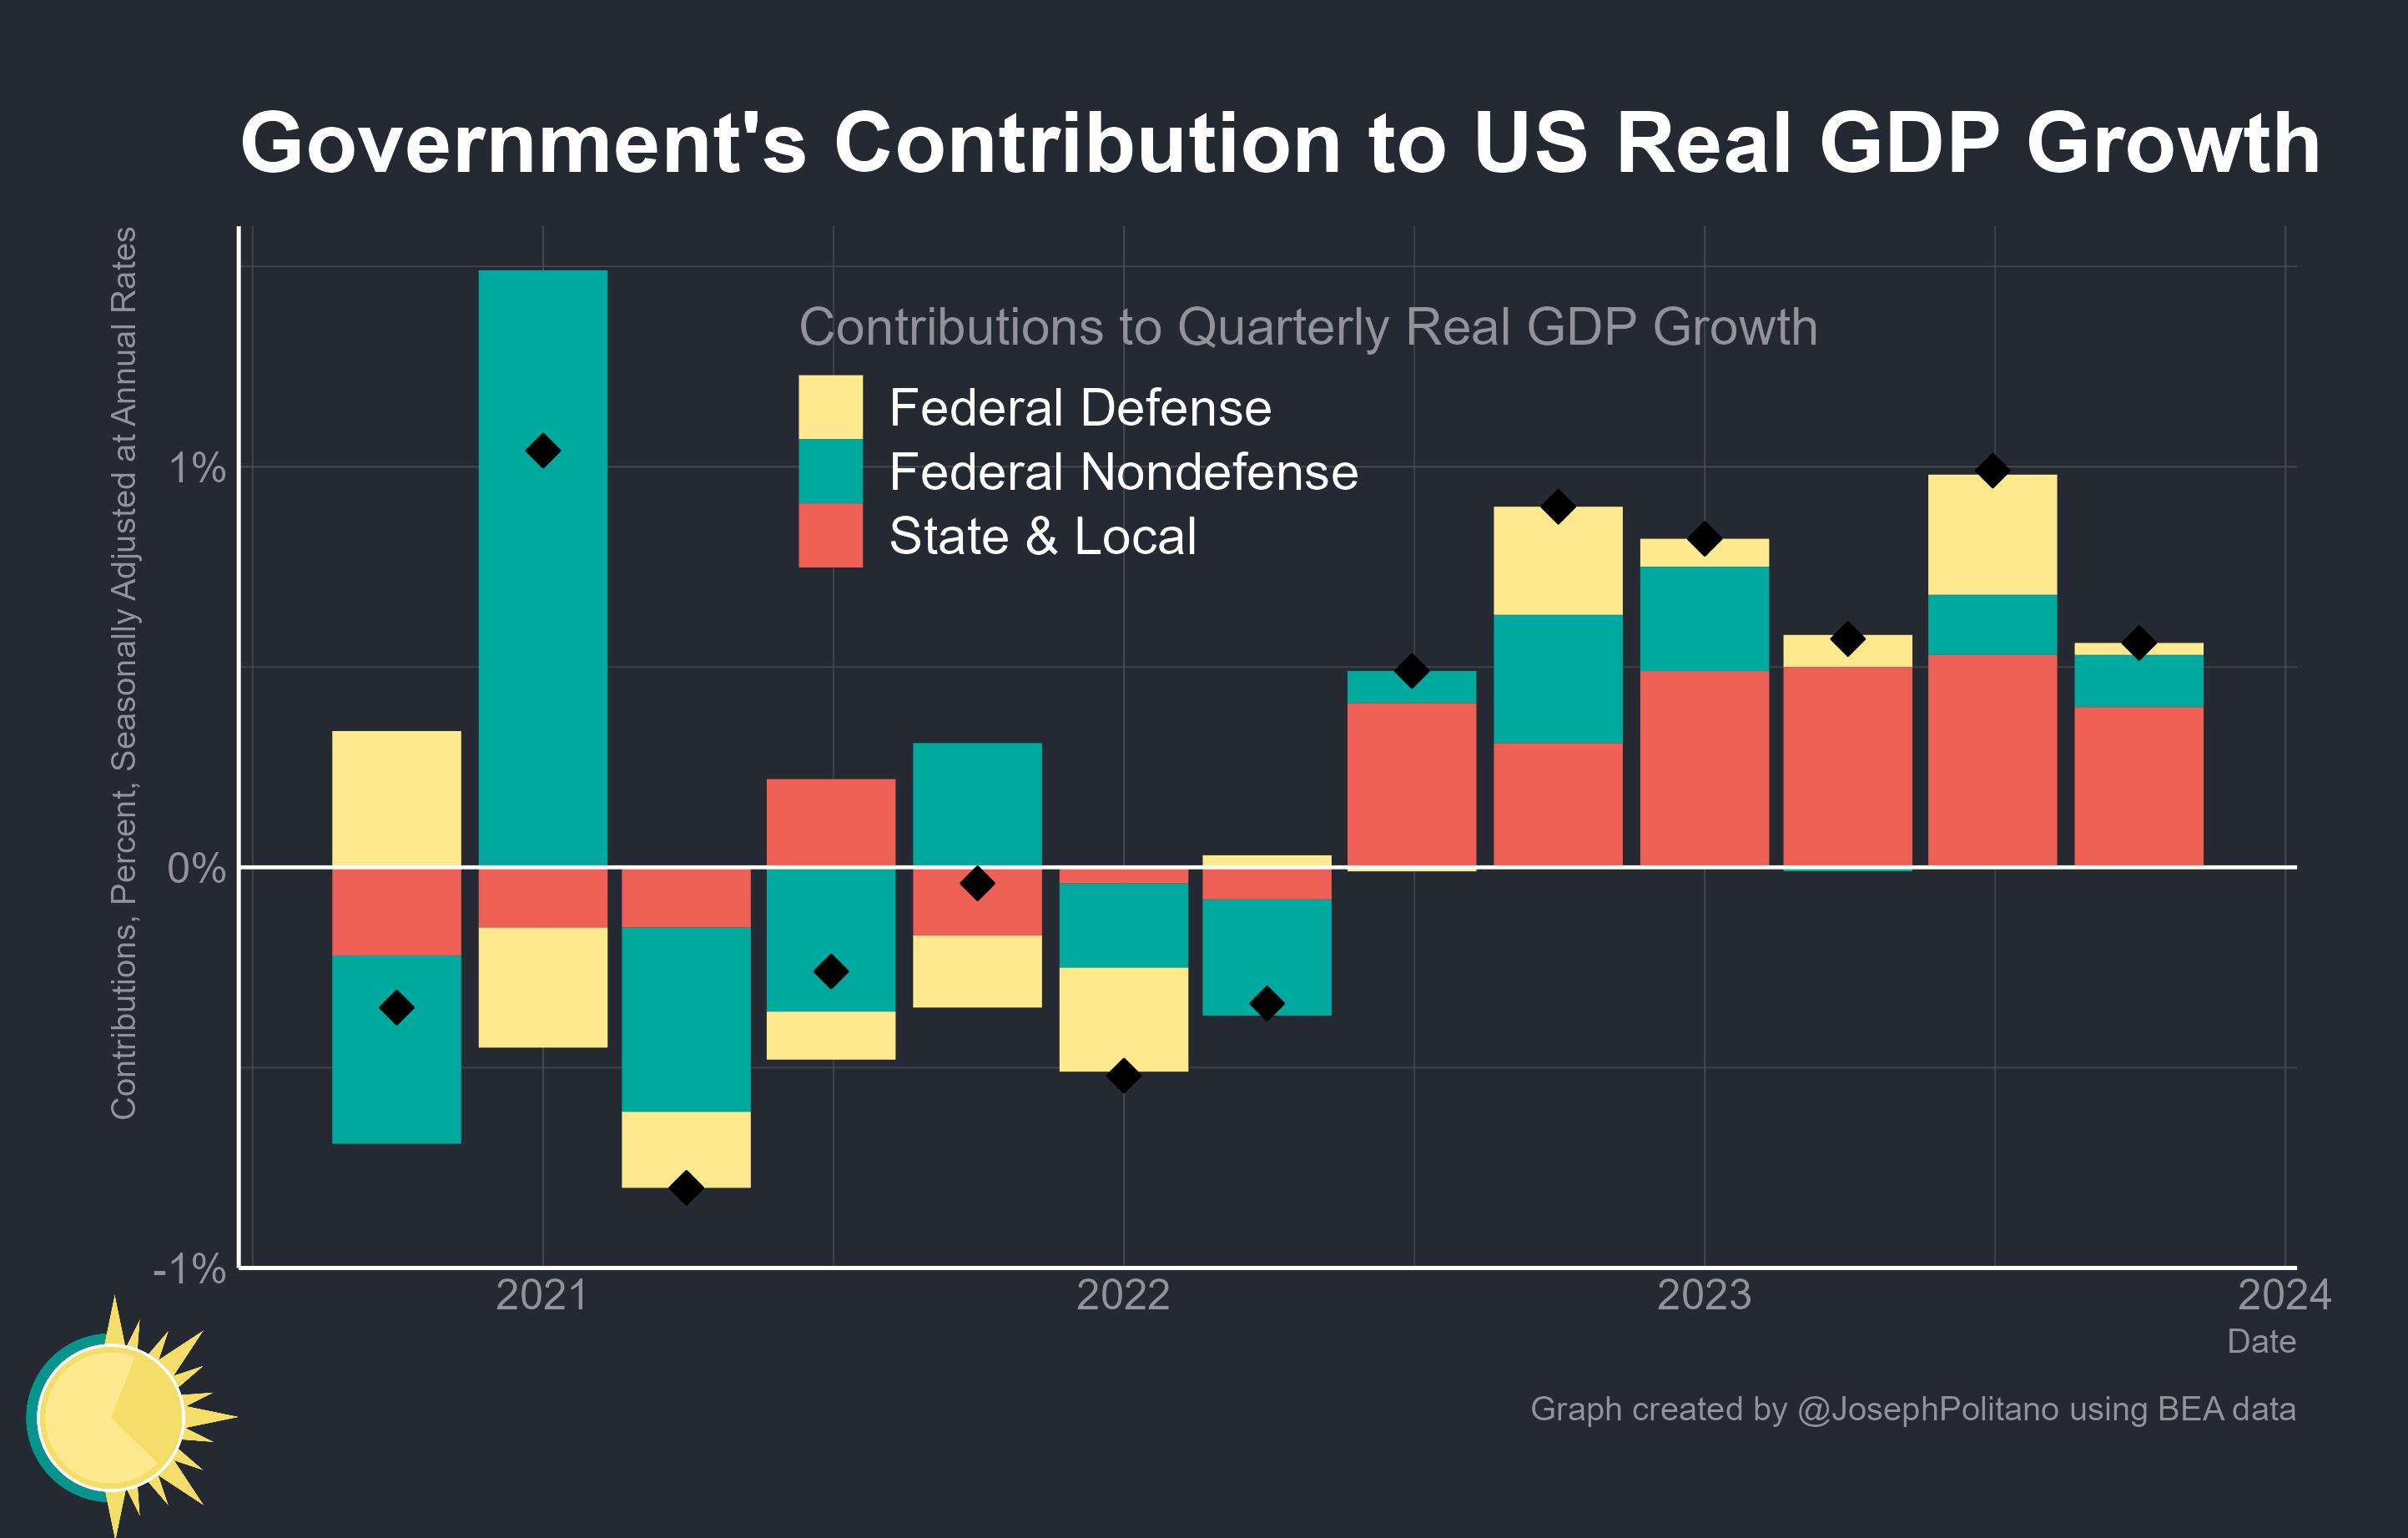 Government's Contribution to US Real GDP Growth
Contributions, Percent, Seasonally Adjusted at Annual Rates
Contributions to Quarterly Real GDP Growth
Federal Defense
Federal Nondefense
State & Local
1%
0%
-1%
2021
2022
2023
2024
Date
Graph created by @JosephPolitano using BEA data